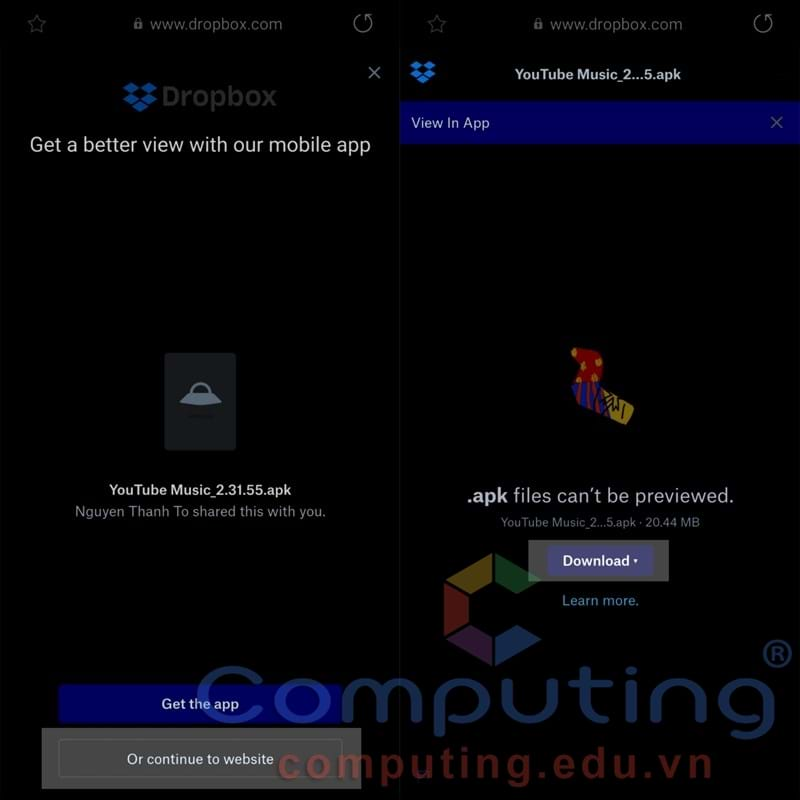 www.dropbox.com
Dropbox
Get a better view with our mobile app
YouTube Music_2.31.55.apk
Nguyen Thanh To shared this with you.
Get the app
Or continue to website
www.dropbox.com
YouTube Music_2...5.apk
View In App
.apk files can't be previewed.
YouTube Music_2...5.apk · 20.44 MB
Download
Learn more.
Computing®
computing.edu.vn